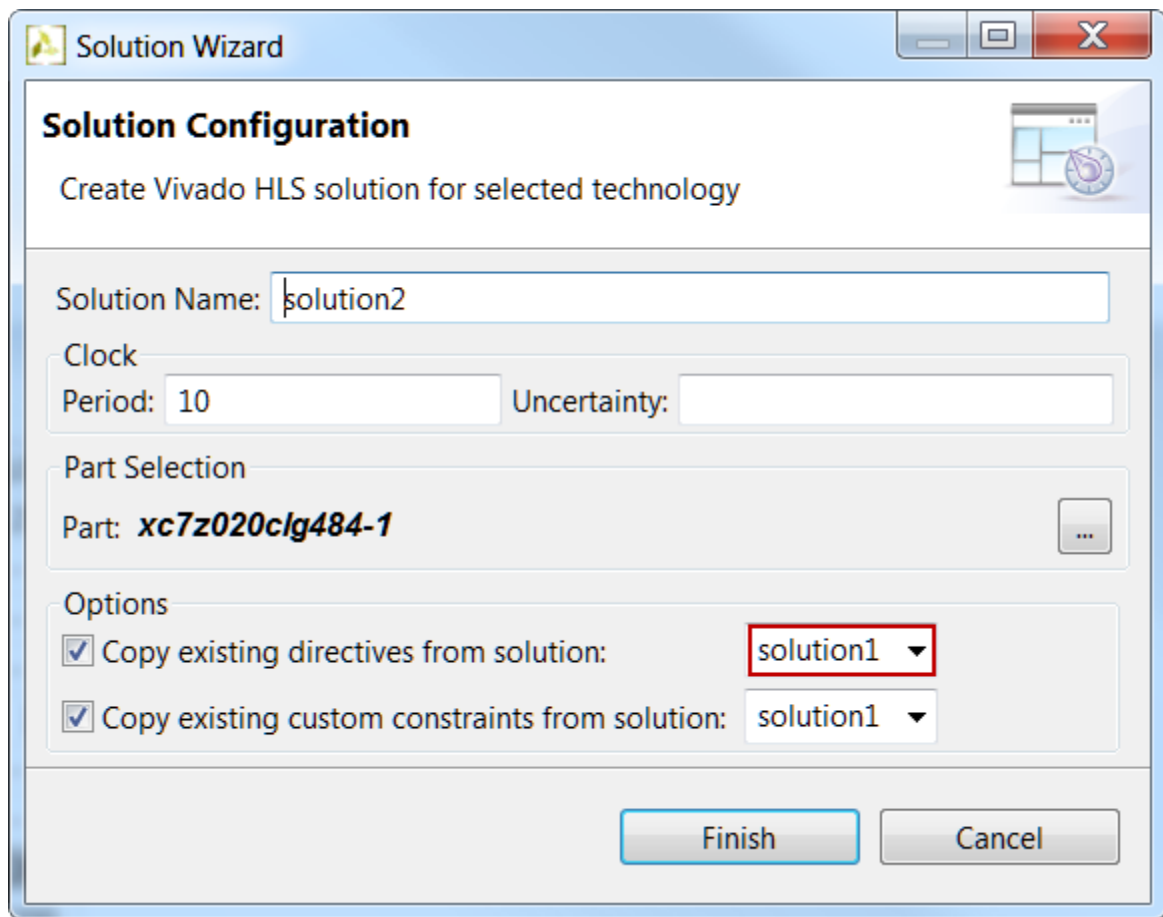 Solution Wizard
Solution Configuration
Create Vivado HLS solution for selected technology
Solution Name: solution2
Clock
Period: 10 Uncertainty:
Part Selection
Part: xc7z020clg484-1 ...
Options
Copy existing directives from solution: solution1
Copy existing custom constraints from solution: solution1
Finish Cancel